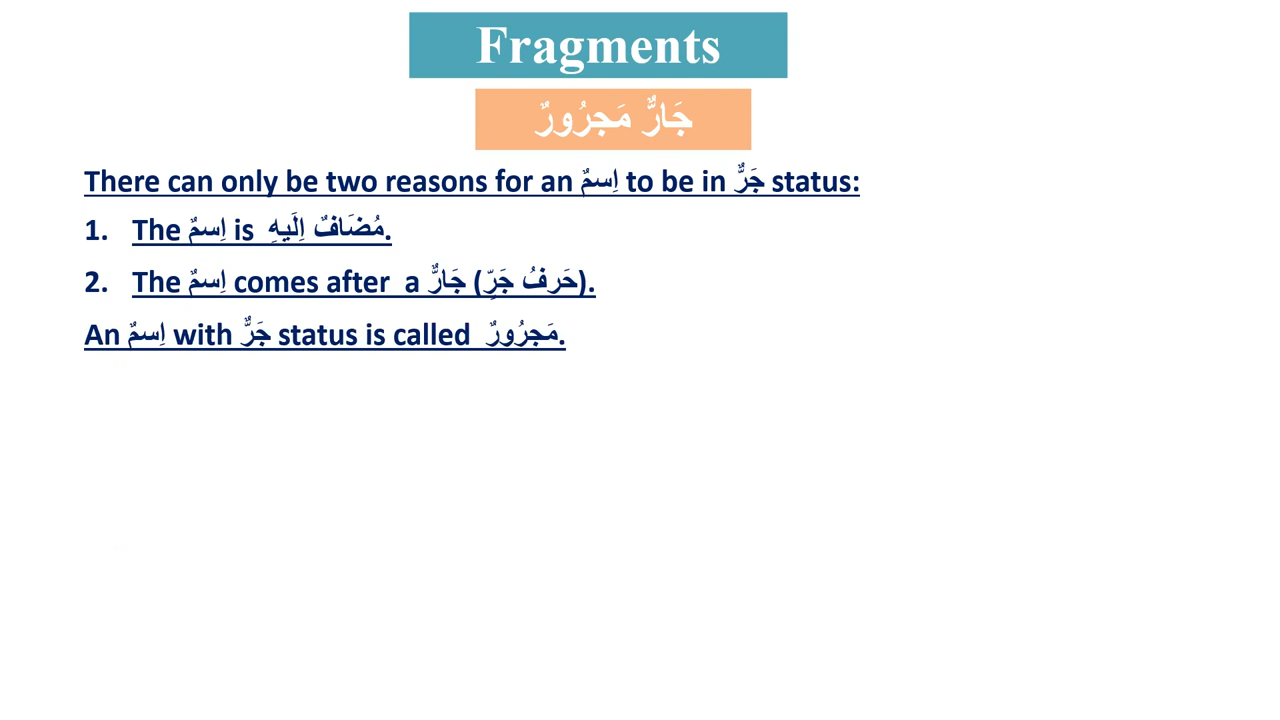 Fragments
جَارٌّ مَجرُورٌ
There can only be two reasons for an اِسمٌ to be in جَرٌّ status:
1. The اِسمٌ is مُضَافٌ اِلَيهِ.
2. The اِسمٌ comes after a جَارٌّ (حَرفُ جَرٍّ).
An اِسمٌ with جَرٌّ status is called مَجرُورٌ.